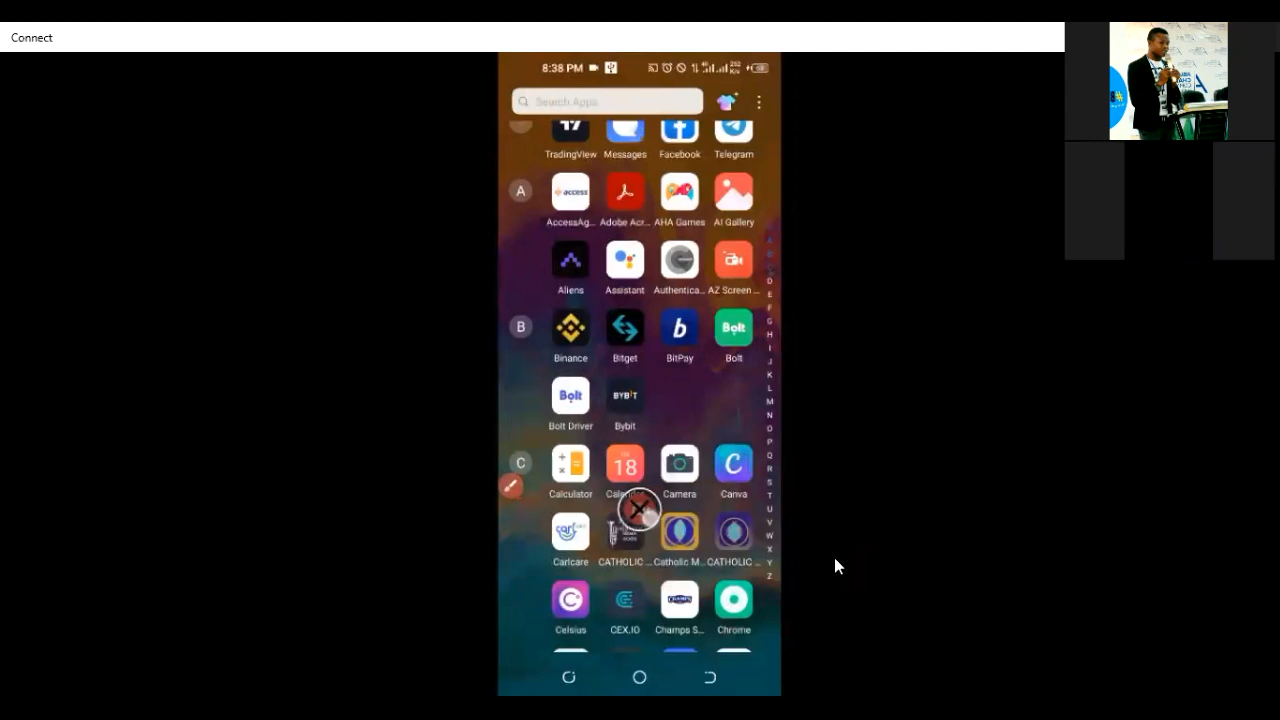 Connect
8:38 PM
Search Apps
TradingView Messages Facebook Telegram
A
access
AccessAg... Adobe Acr... AHA Games AI Gallery
Aliens Assistant Authentica... AZ Screen ...
B
b Bolt
Binance Bitget BitPay Bolt
Bolt BYBIT
Bolt Driver Bybit
C
18
Calculator Camera Canva
Carlcare CATHOLIC ... Catholic M... CATHOLIC ...
CHAMPS
Celsius CEX.IO Champs S... Chrome
D
E
F
G
H
I
J
K
L
M
N
O
P
Q
R
S
T
U
V
W
X
Y
Z